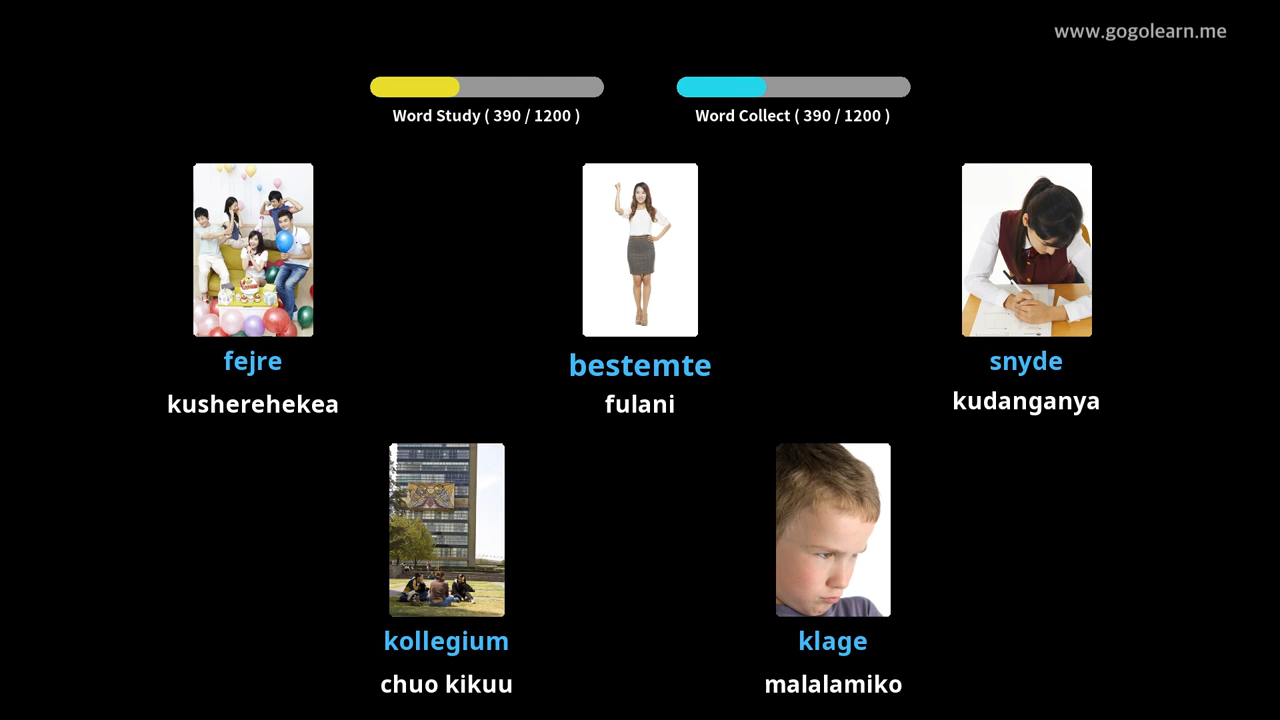 www.gogolearn.me
Word Study ( 390 / 1200 )
Word Collect ( 390 / 1200 )
fejre
kusherehekea
bestemte
fulani
snyde
kudanganya
kollegium
chuo kikuu
klage
malalamiko